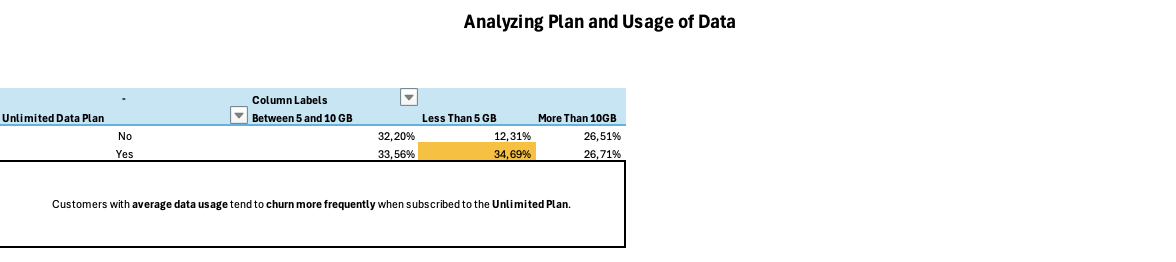 Analyzing Plan and Usage of Data
- Column Labels
Unlimited Data Plan Between 5 and 10 GB Less Than 5 GB More Than 10GB
No 32,20% 12,31% 26,51%
Yes 33,56% 34,69% 26,71%
Customers with average data usage tend to churn more frequently when subscribed to the Unlimited Plan.